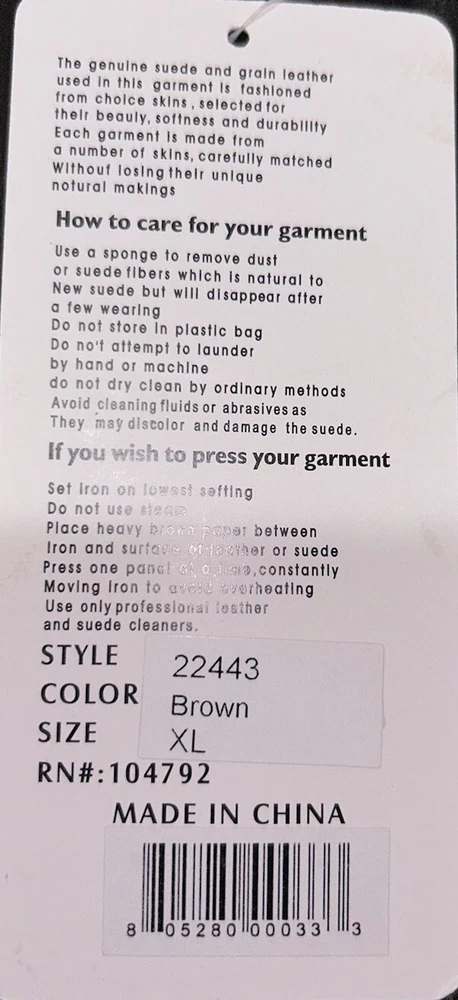 The genuine suede and grain leather
used in this garment is fashioned
from choice skins, selected for
their beauly, softness and durability
Each garment is made from
a number of skins, carefully matched
Without losing their unique
notural makings
How to care for your garment
Use a sponge to remove dust
or suede fibers which is natural to
New suede but will disappear after
a few wearing
Do not store in plastic bag
Do no't attempt to launder
by hand or machine
do not dry clean by ordinary methods
Avoid cleaning fluids or abrasives as
They may discolor and damage the suede.
If you wish to press your garment
Set iron on lowest setting
Do not use steam
Place heavy brown paper between
Iron and surface of leather or suede
Press one panel at a time, constantly
Moving Iron to avoid overheating
Use only professional leather
and suede cleaners.
STYLE 22443
COLOR Brown
SIZE XL
RN#:104792
MADE IN CHINA
8 05280 00033 3